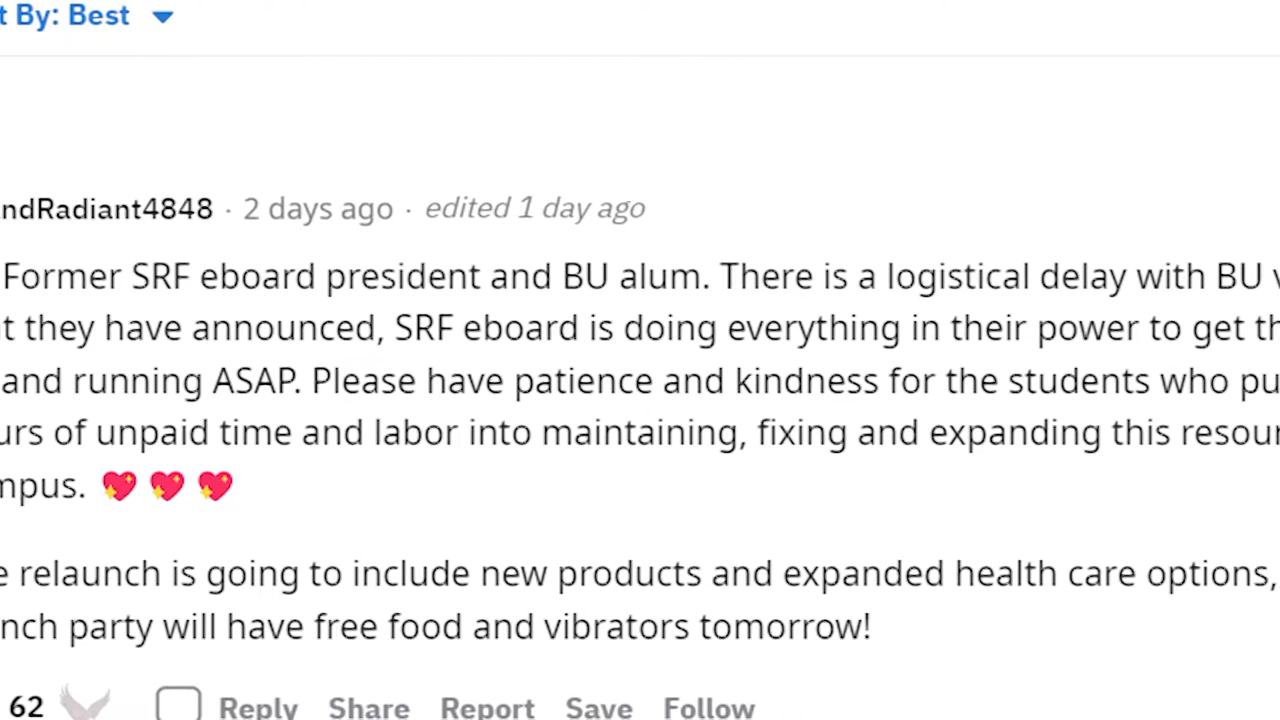 t By: Best
ndRadiant4848 · 2 days ago · edited 1 day ago
Former SRF eboard president and BU alum. There is a logistical delay with BU v
t they have announced, SRF eboard is doing everything in their power to get th
and running ASAP. Please have patience and kindness for the students who pu
urs of unpaid time and labor into maintaining, fixing and expanding this resour
mpus. 💖 💖 💖
e relaunch is going to include new products and expanded health care options,
nch party will have free food and vibrators tomorrow!
62 Reply Share Report Save Follow